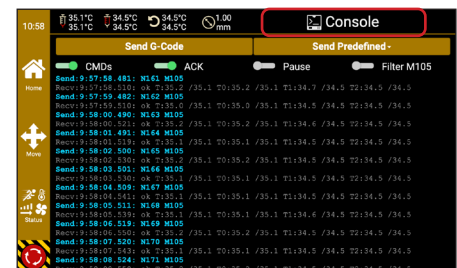 10:58
35.1°C
35.1°C
34.5°C
34.5°C
34.5°C
34.5°C
1.00
mm
Console
Send G-Code
Send Predefined -
CMDs
ACK
Pause
Filter M105
Home
Move
Status
Send:9:57:58.481: N161 M105
Recv:9:57:58.510: ok T:35.2 /35.1 T0:35.2 /35.1 T1:34.7 /34.5 T2:34.5 /34.5
Send:9:57:59.482: N162 M105
Recv:9:57:59.510: ok T:35.0 /35.1 T0:35.0 /35.1 T1:34.5 /34.5 T2:34.5 /34.5
Send:9:58:00.490: N163 M105
Recv:9:58:00.521: ok T:35.2 /35.1 T0:35.2 /35.1 T1:34.6 /34.5 T2:34.5 /34.5
Send:9:58:01.491: N164 M105
Recv:9:58:01.519: ok T:35.1 /35.1 T0:35.1 /35.1 T1:34.5 /34.5 T2:34.5 /34.5
Send:9:58:02.500: N165 M105
Recv:9:58:02.530: ok T:35.2 /35.1 T0:35.2 /35.1 T1:34.4 /34.5 T2:34.5 /34.5
Send:9:58:03.501: N166 M105
Recv:9:58:03.530: ok T:35.1 /35.1 T0:35.1 /35.1 T1:34.5 /34.5 T2:34.5 /34.5
Send:9:58:04.509: N167 M105
Recv:9:58:04.541: ok T:35.1 /35.1 T0:35.1 /35.1 T1:34.5 /34.5 T2:34.5 /34.5
Send:9:58:05.511: N168 M105
Recv:9:58:05.539: ok T:35.1 /35.1 T0:35.1 /35.1 T1:34.6 /34.5 T2:34.5 /34.5
Send:9:58:06.519: N169 M105
Recv:9:58:06.550: ok T:35.2 /35.1 T0:35.2 /35.1 T1:34.5 /34.5 T2:34.5 /34.5
Send:9:58:07.520: N170 M105
Recv:9:58:07.543: ok T:35.1 /35.1 T0:35.1 /35.1 T1:34.5 /34.5 T2:34.5 /34.5
Send:9:58:08.524: N171 M105